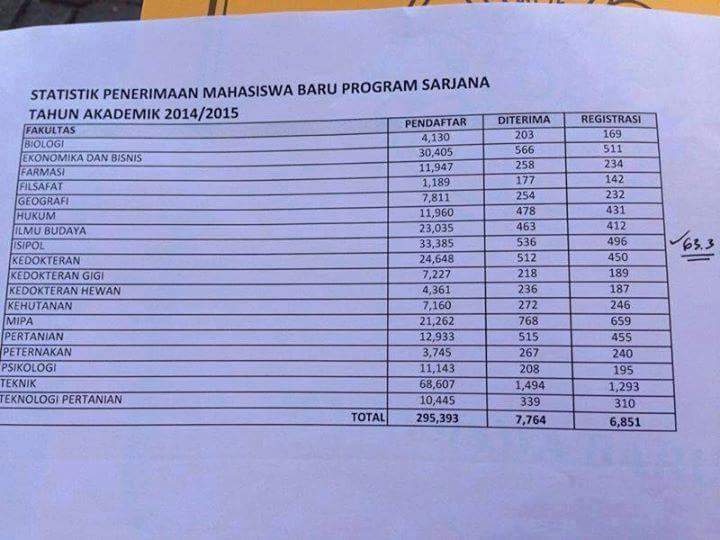 STATISTIK PENERIMAAN MAHASISWA BARU PROGRAM SARJANA
TAHUN AKADEMIK 2014/2015
FAKULTAS PENDAFTAR DITERIMA REGISTRASI
BIOLOGI 4,130 203 169
EKONOMIKA DAN BISNIS 30,405 566 511
FARMASI 11,947 258 234
FILSAFAT 1,189 177 142
GEOGRAFI 7,811 254 232
HUKUM 11,960 478 431
ILMU BUDAYA 23,035 463 412
ISIPOL 33,385 536 496 ✓63.3
KEDOKTERAN 24,648 512 450
KEDOKTERAN GIGI 7,227 218 189
KEDOKTERAN HEWAN 4,361 236 187
KEHUTANAN 7,160 272 246
MIPA 21,262 768 659
PERTANIAN 12,933 515 455
PETERNAKAN 3,745 267 240
PSIKOLOGI 11,143 208 195
TEKNIK 68,607 1,494 1,293
TEKNOLOGI PERTANIAN 10,445 339 310
TOTAL 295,393 7,764 6,851